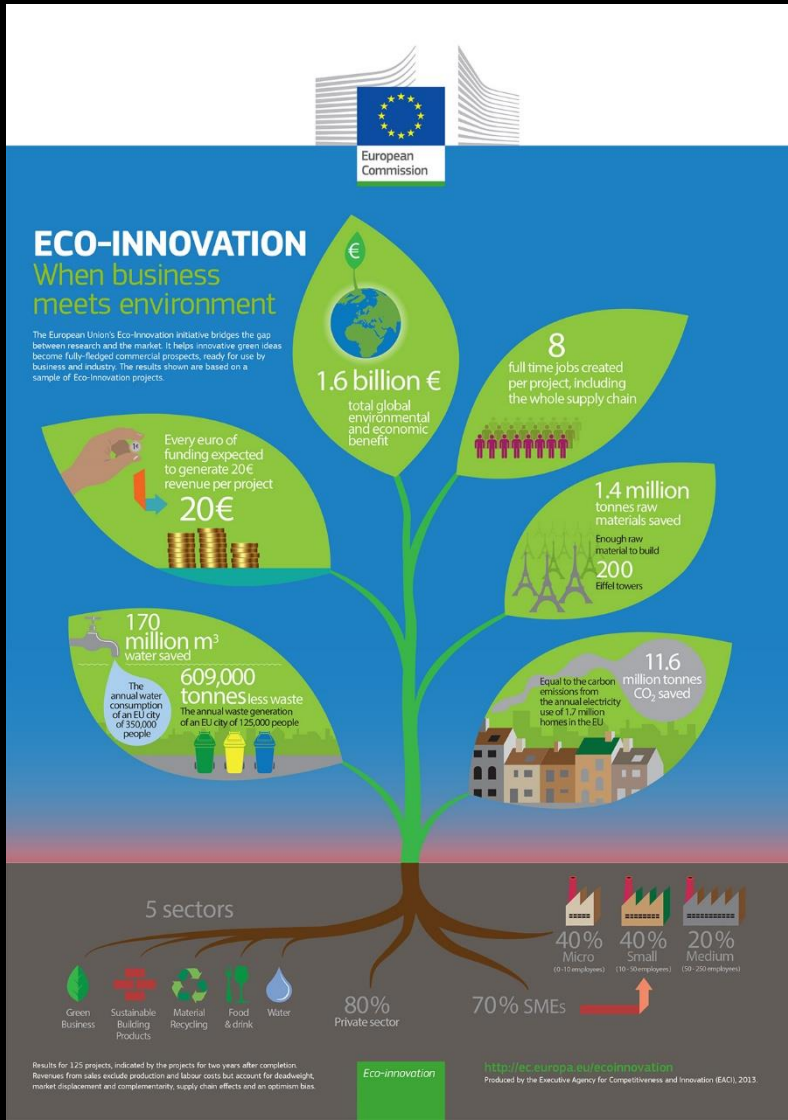 European
Commission
ECO-INNOVATION
When business
meets environment
The European Union's Eco-Innovation initiative bridges the gap
between research and the market. It helps innovative green ideas
become fully-fledged commercial prospects, ready for use by
business and industry. The results shown are based on a
sample of Eco-Innovation projects.
€
1.6 billion €
total global
environmental
and economic
benefit
8
full time jobs created
per project, including
the whole supply chain
Every euro of
funding expected
to generate 20€
revenue per project
20€
1.4 million
tonnes raw
materials saved
Enough raw
material to build
200
Eiffel towers
170
million m³
water saved
The
annual water
consumption
of an EU city
of 350,000
people
609,000
tonnes less waste
The annual waste generation
of an EU city of 125,000 people
11.6
million tonnes
CO₂ saved
Equal to the carbon
emissions from
the annual electricity
use of 1.7 million
homes in the EU
5 sectors
Green
Business
Sustainable
Building
Products
Material
Recycling
Food
& drink
Water
80%
Private sector
70% SMEs
40%
Micro
(0-10 employees)
40%
Small
(10-50 employees)
20%
Medium
(50-250 employees)
Results for 125 projects, indicated by the projects for two years after completion.
Revenues from sales exclude production and labour costs but account for deadweight,
market displacement and complementarity, supply chain effects and an optimism bias.
Eco-innovation
http://ec.europa.eu/ecoinnovation
Produced by the Executive Agency for Competitiveness and Innovation (EACI), 2013.